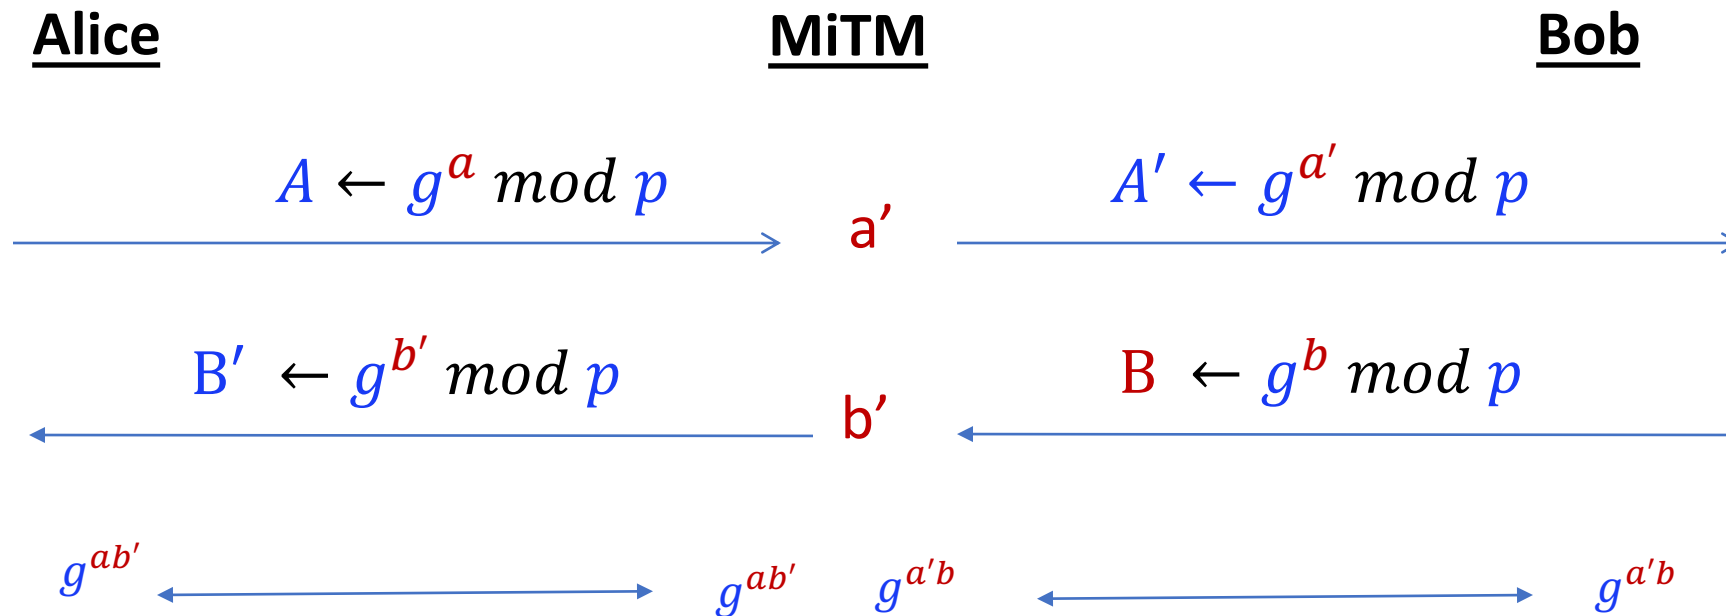 Alice MiTM Bob
A ← g^a mod p A′ ← g^{a′} mod p
a′
B′ ← g^{b′} mod p B ← g^b mod p
b′
g^{ab′} g^{ab′} g^{a′b} g^{a′b}